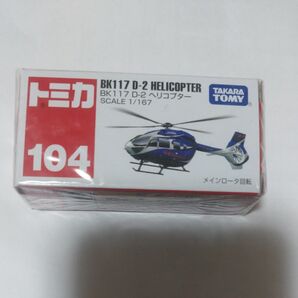 トミカ
104
BK117 D-2 HELICOPTER
BK117 D-2 ヘリコプター
SCALE 1/167
TAKARA
TOMY
メインロータ回転